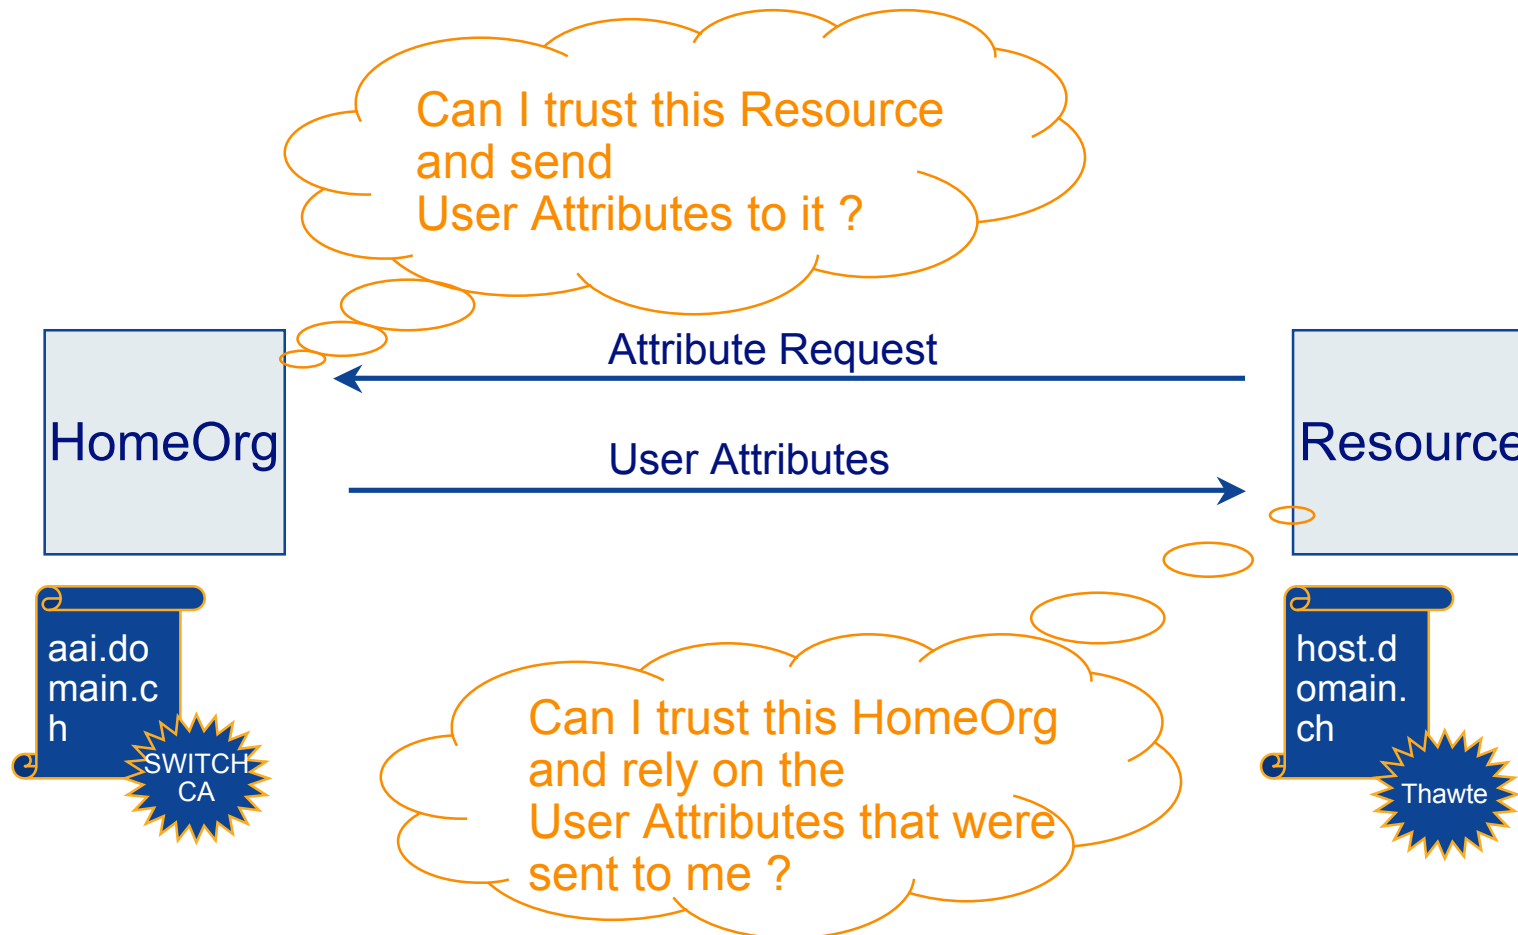 Can I trust this Resource
and send
User Attributes to it ?
Attribute Request
HomeOrg
User Attributes
Resource
aai.do
main.c
h
SWITCH
CA
host.d
omain.
ch
Thawte
Can I trust this HomeOrg
and rely on the
User Attributes that were
sent to me ?